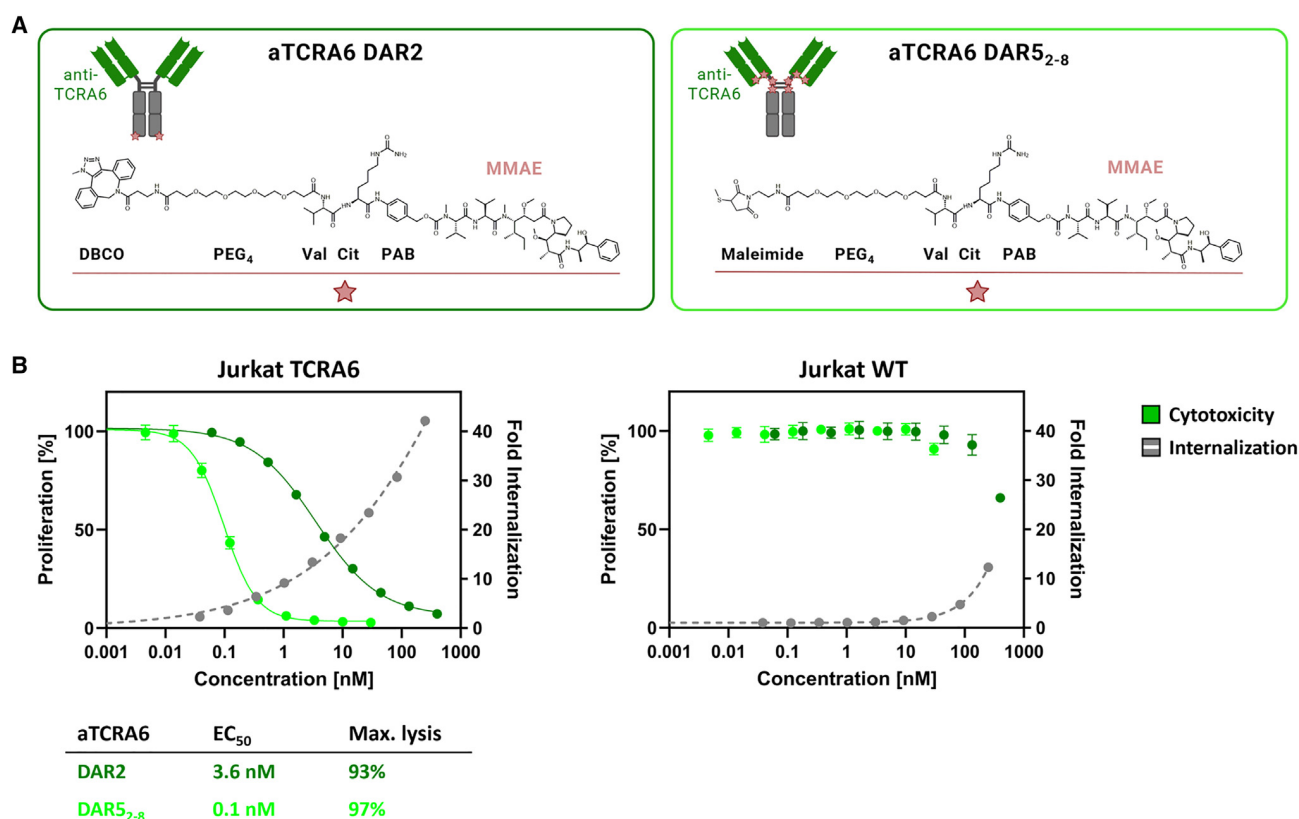 A
aTCRA6 DAR2
anti-
TCRA6
MMAE
DBCO PEG4 Val Cit PAB
aTCRA6 DAR52-8
anti-
TCRA6
MMAE
Maleimide PEG4 Val Cit PAB
B
Jurkat TCRA6
Proliferation [%]
100
50
0
Fold Internalization
40
30
20
10
0
0.001 0.01 0.1 1 10 100 1000
Concentration [nM]
Jurkat WT
Proliferation [%]
100
50
0
Fold Internalization
40
30
20
10
0
0.001 0.01 0.1 1 10 100 1000
Concentration [nM]
Cytotoxicity
Internalization
aTCRA6 EC50 Max. lysis
DAR2 3.6 nM 93%
DAR52-8 0.1 nM 97%